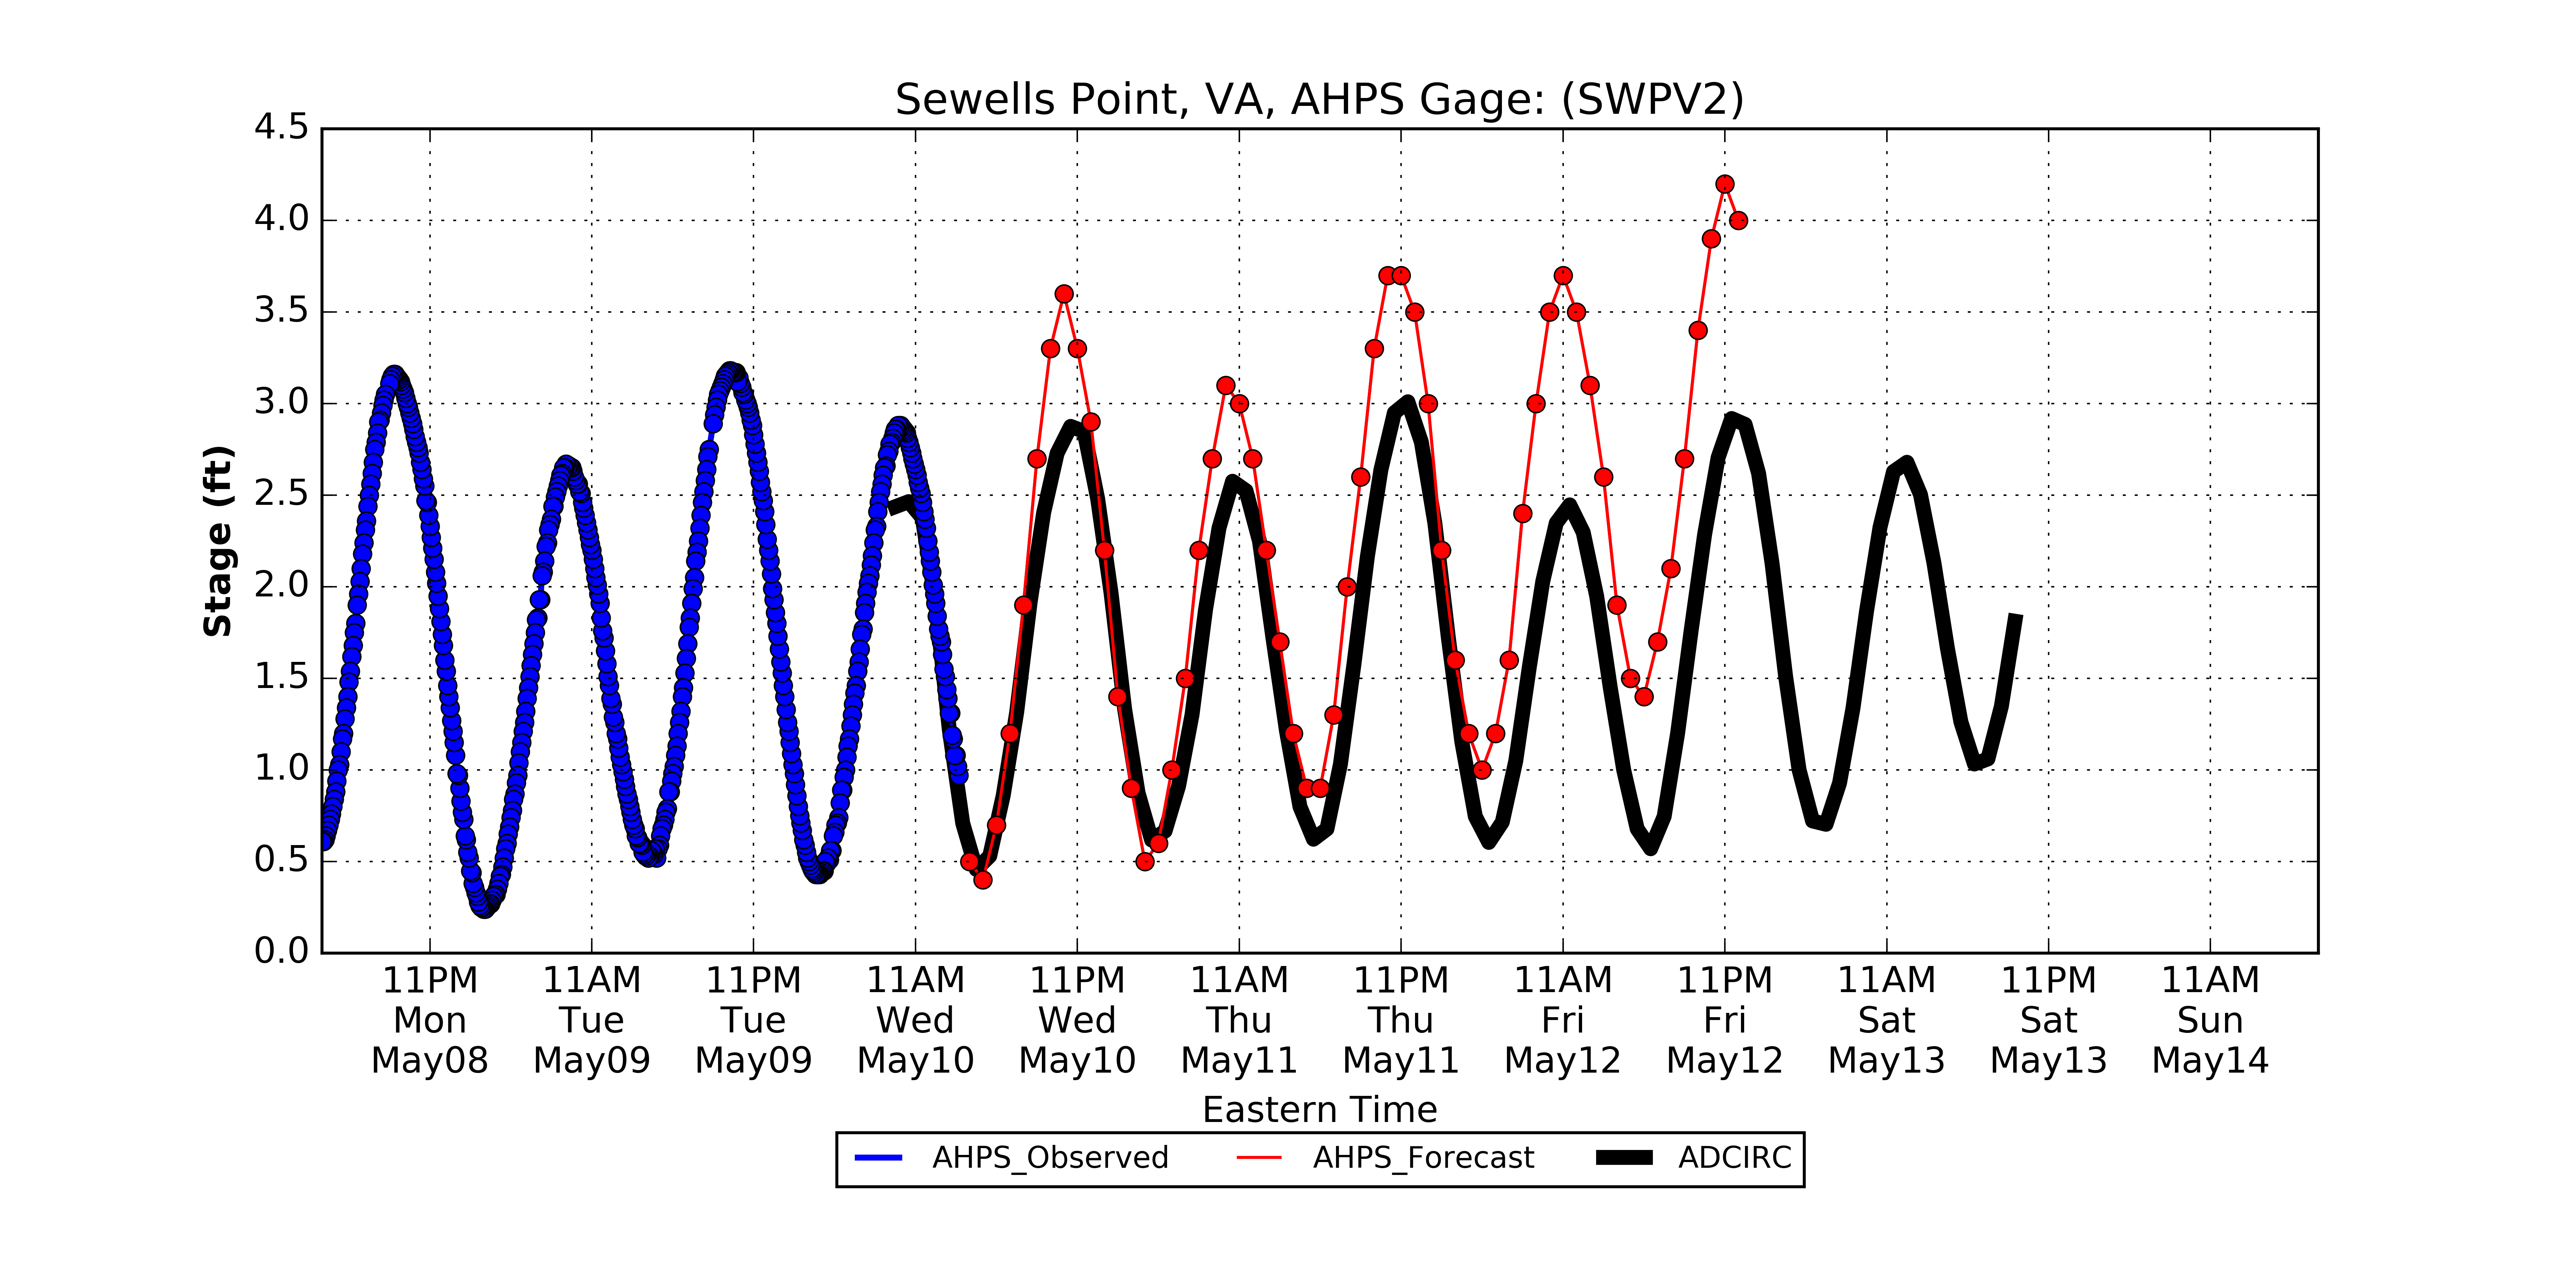 Sewells Point, VA, AHPS Gage: (SWPV2)
4.5
4.0
3.5
3.0
2.5
2.0
1.5
1.0
0.5
0.0
Stage (ft)
11PM 11AM 11PM 11AM 11PM 11AM 11PM 11AM 11PM 11AM 11PM 11AM
Mon Tue Tue Wed Wed Thu Thu Fri Fri Sat Sat Sun
May08 May09 May09 May10 May10 May11 May11 May12 May12 May13 May13 May14
Eastern Time
AHPS_Observed AHPS_Forecast ADCIRC